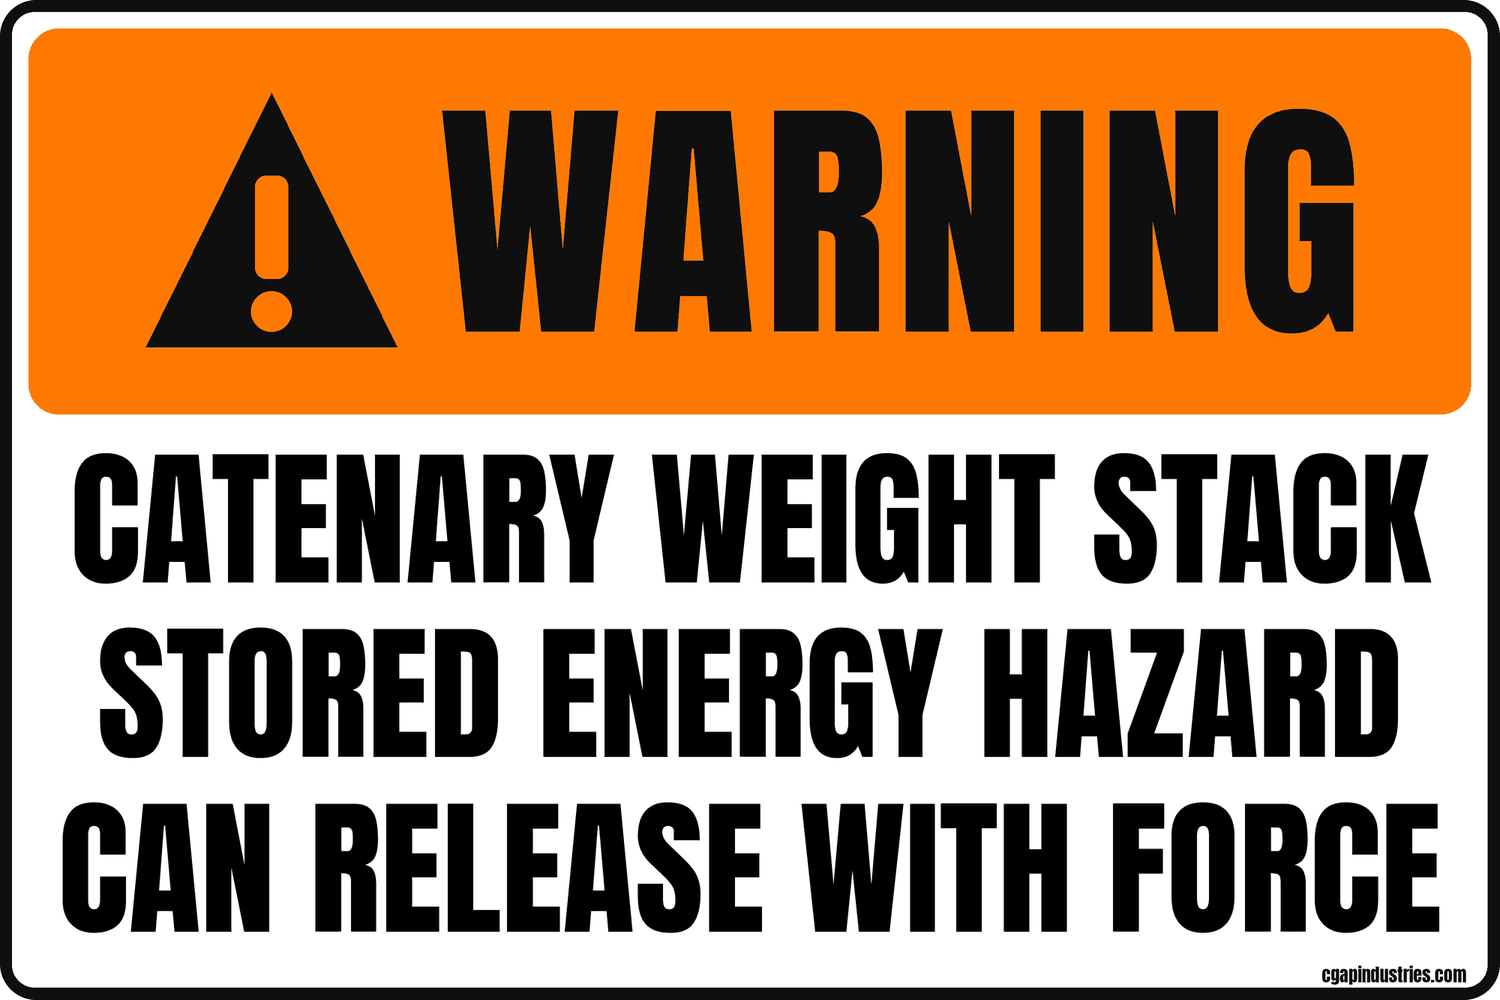 WARNING
CATENARY WEIGHT STACK
STORED ENERGY HAZARD
CAN RELEASE WITH FORCE
cgapindustries.com